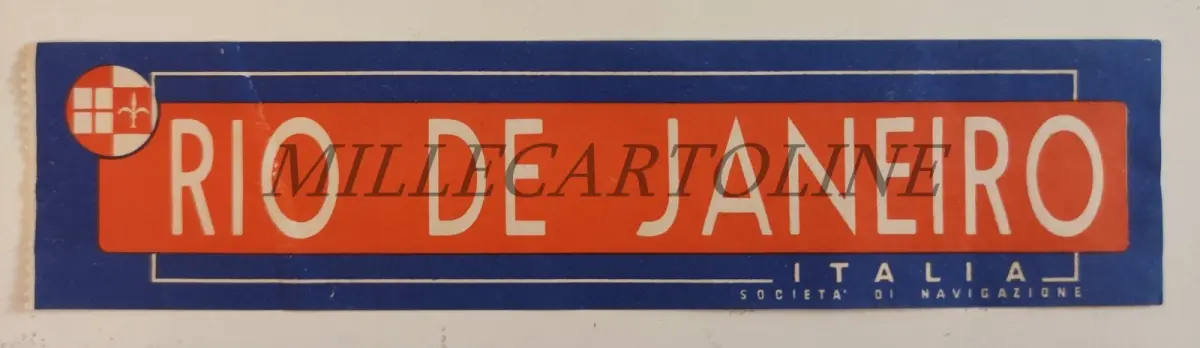 RIO DE JANEIRO
MILLECARTOLINE
ITALIA
SOCIETA' DI NAVIGAZIONE